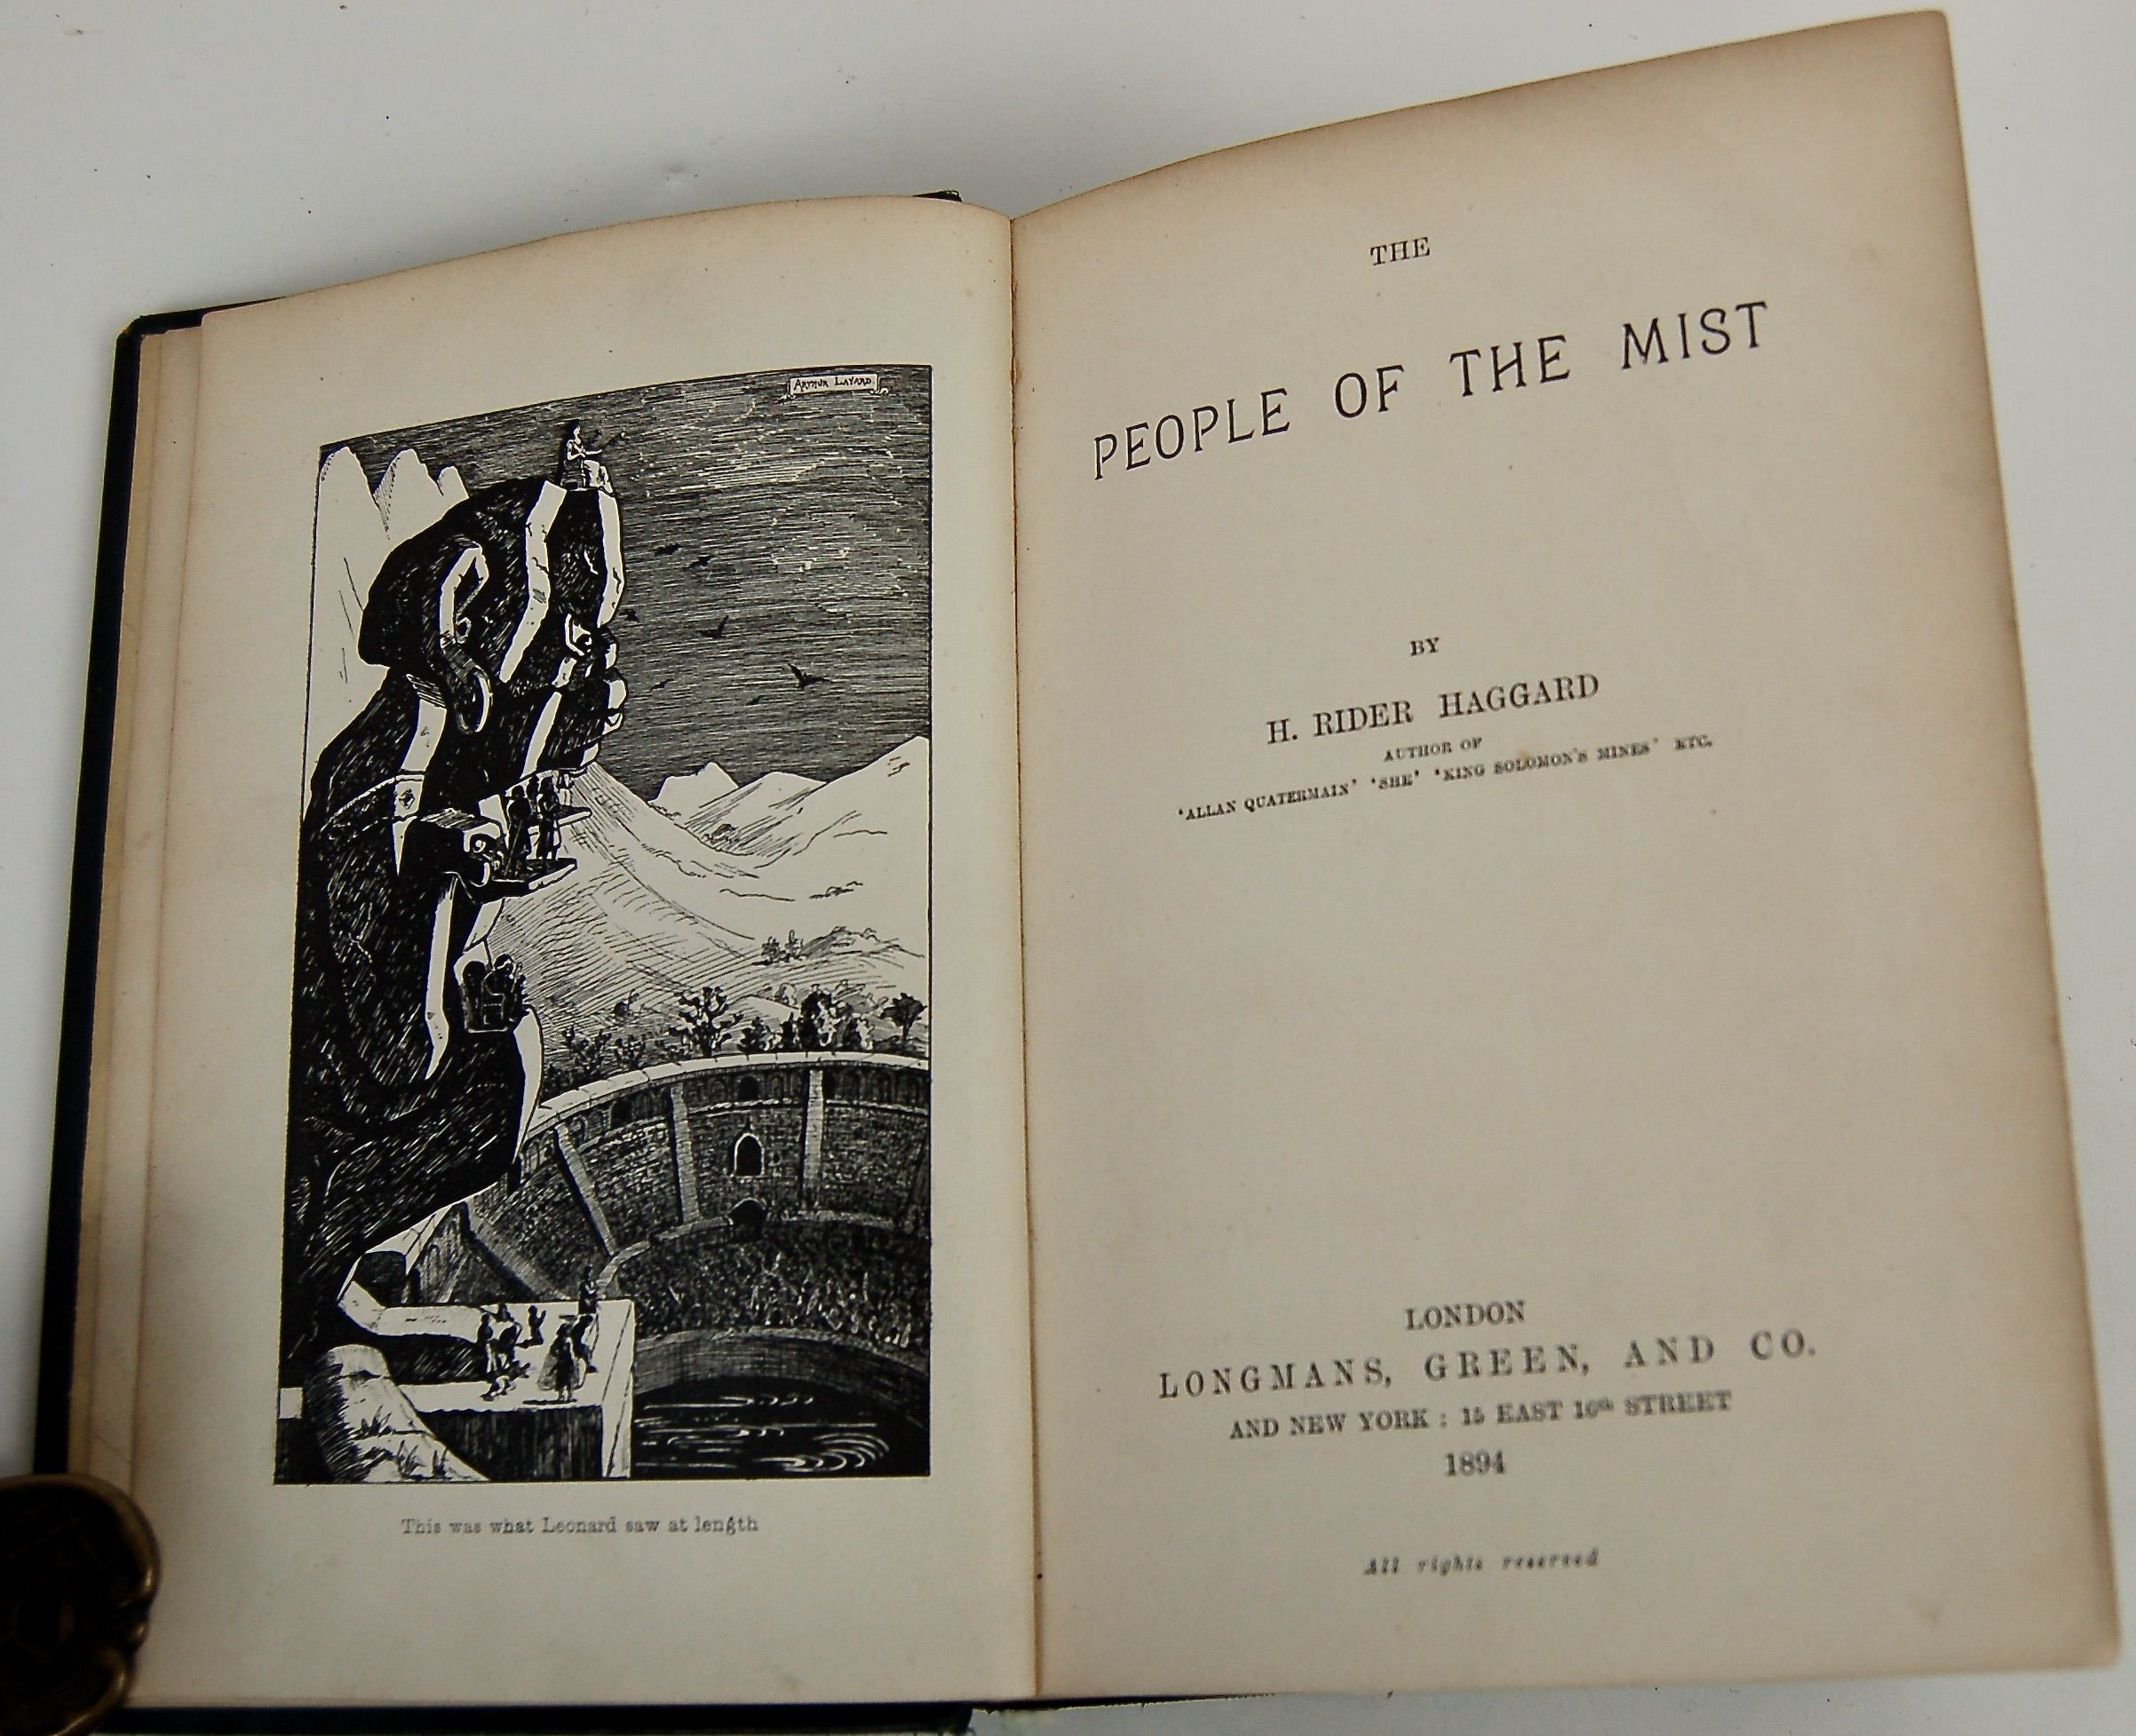 ARTHUR LAYARD
This was what Leonard saw at length
THE
PEOPLE OF THE MIST
BY
H. RIDER HAGGARD
AUTHOR OF
'ALLAN QUATERMAIN' 'SHE' 'KING SOLOMON'S MINES' ETC.
LONDON
LONGMANS, GREEN, AND CO.
AND NEW YORK : 15 EAST 16th STREET
1894
All rights reserved